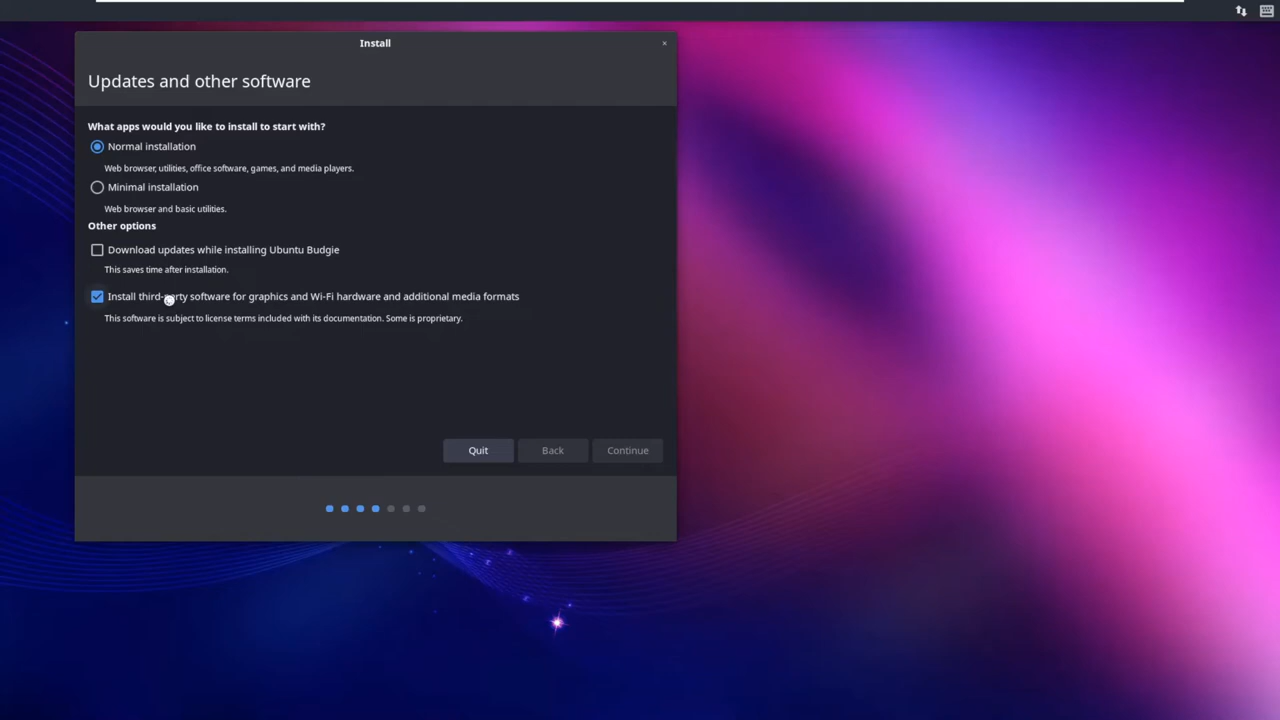 Install
Updates and other software
What apps would you like to install to start with?
Normal installation
Web browser, utilities, office software, games, and media players.
Minimal installation
Web browser and basic utilities.
Other options
Download updates while installing Ubuntu Budgie
This saves time after installation.
Install third-party software for graphics and Wi-Fi hardware and additional media formats
This software is subject to license terms included with its documentation. Some is proprietary.
Quit Back Continue